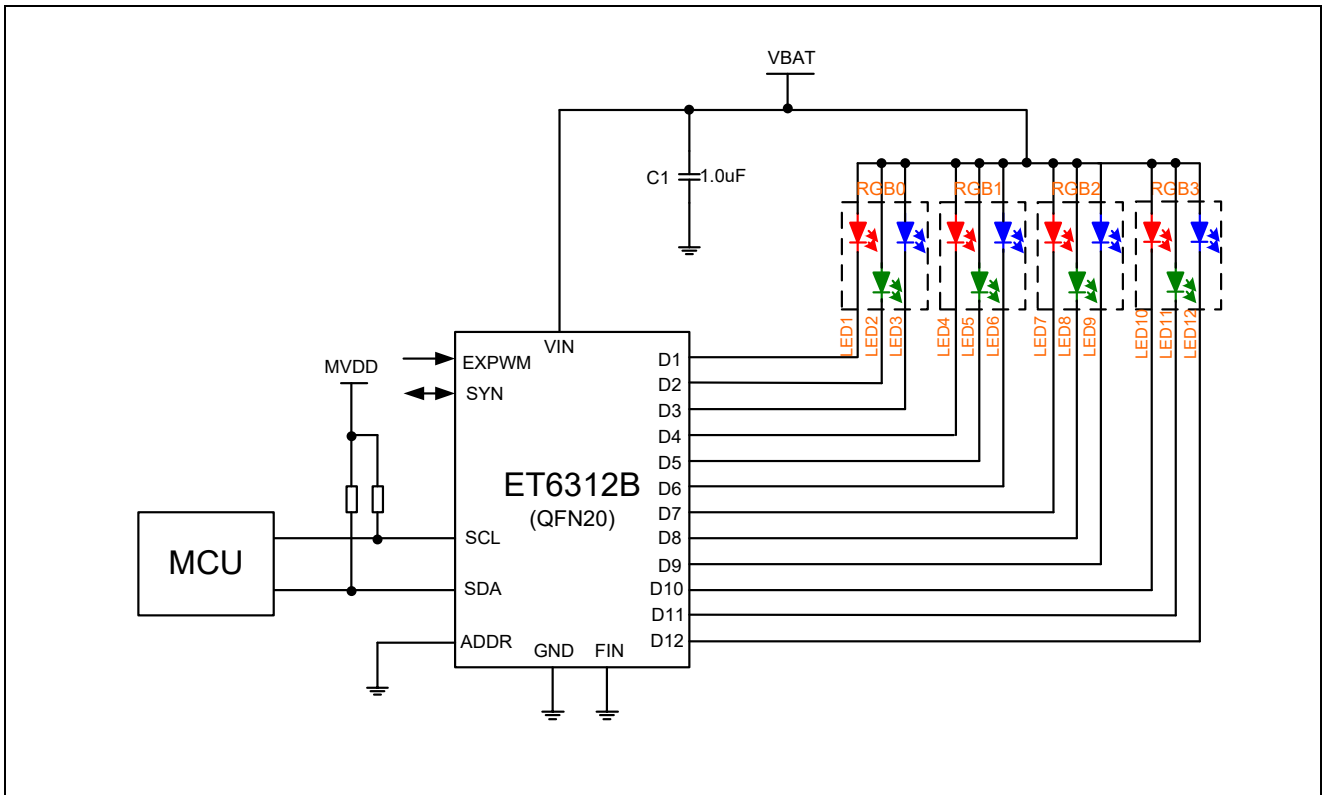 VBAT
C1
1.0uF
RGB0
RGB1
RGB2
RGB3
LED1
LED2
LED3
LED4
LED5
LED6
LED7
LED8
LED9
LED10
LED11
LED12
VIN
EXPWM
SYN
MVDD
D1
D2
D3
D4
D5
D6
D7
D8
D9
D10
D11
D12
ET6312B
(QFN20)
MCU
SCL
SDA
ADDR
GND
FIN